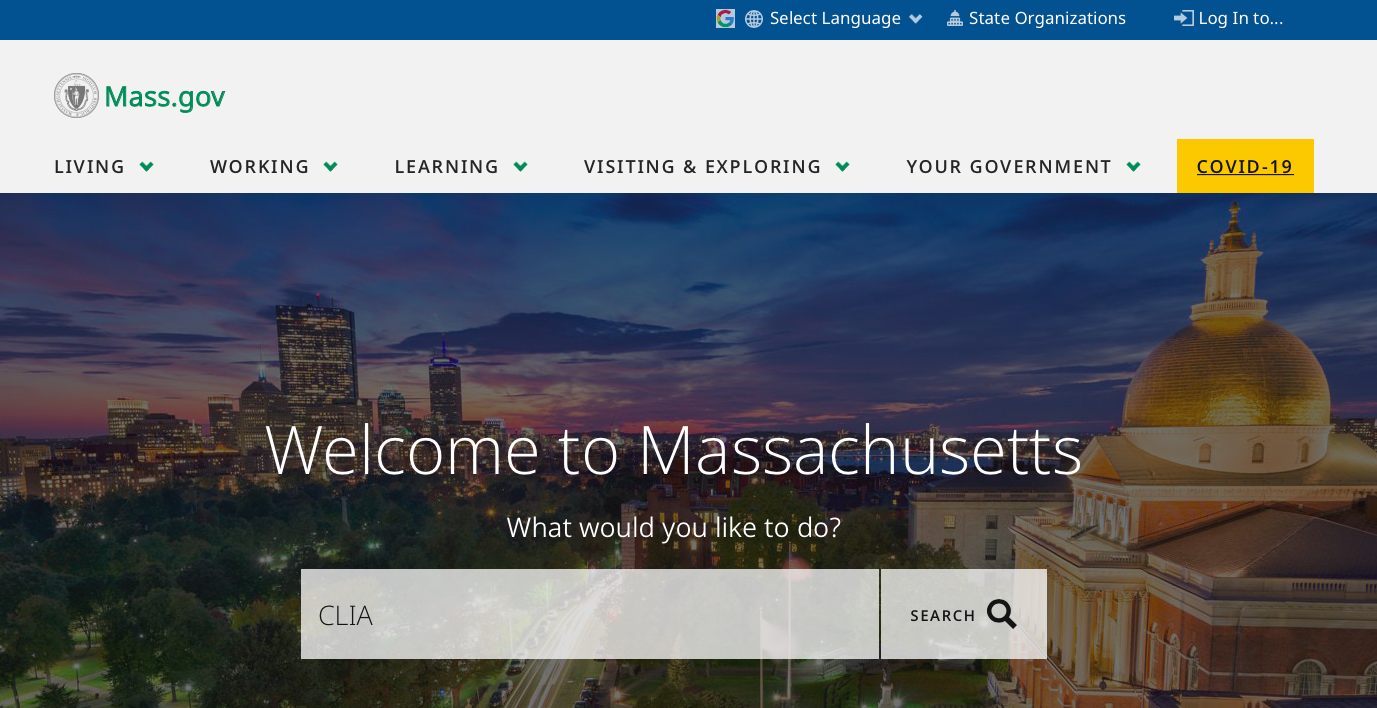 Select Language
State Organizations
Log In to...
Mass.gov
LIVING
WORKING
LEARNING
VISITING & EXPLORING
YOUR GOVERNMENT
COVID-19
Welcome to Massachusetts
What would you like to do?
CLIA
SEARCH